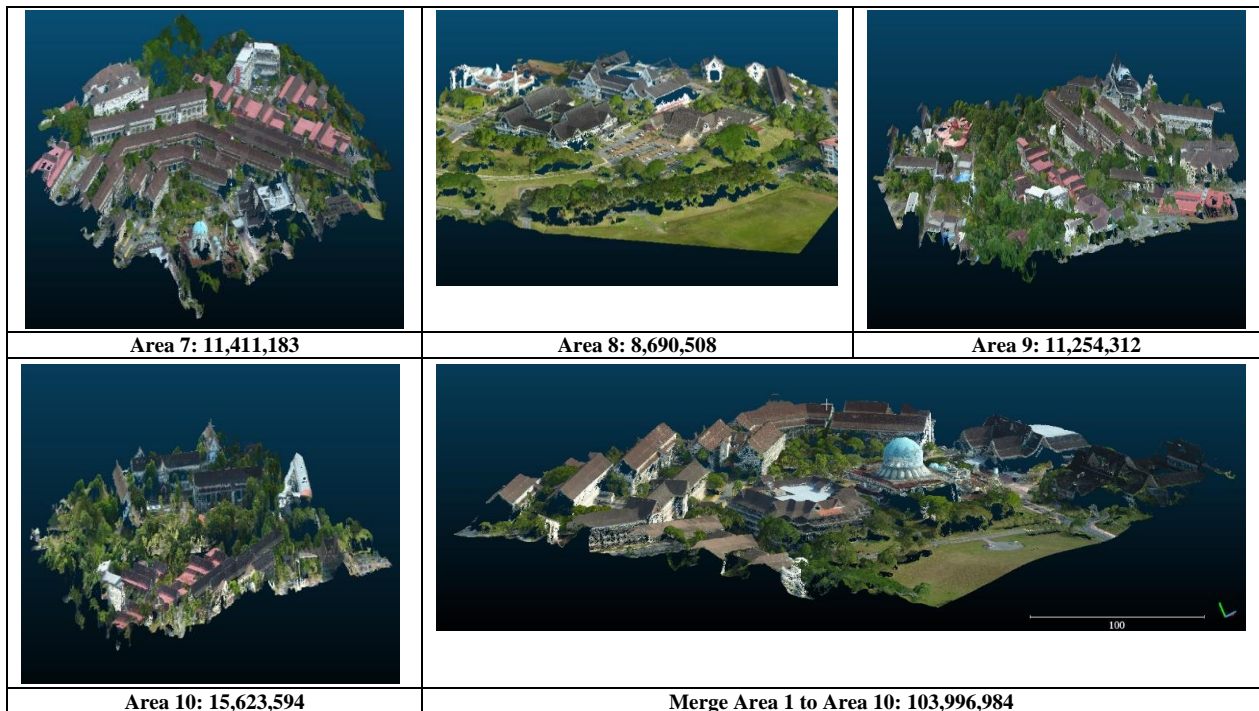 Area 7: 11,411,183
Area 8: 8,690,508
Area 9: 11,254,312
100
Area 10: 15,623,594
Merge Area 1 to Area 10: 103,996,984